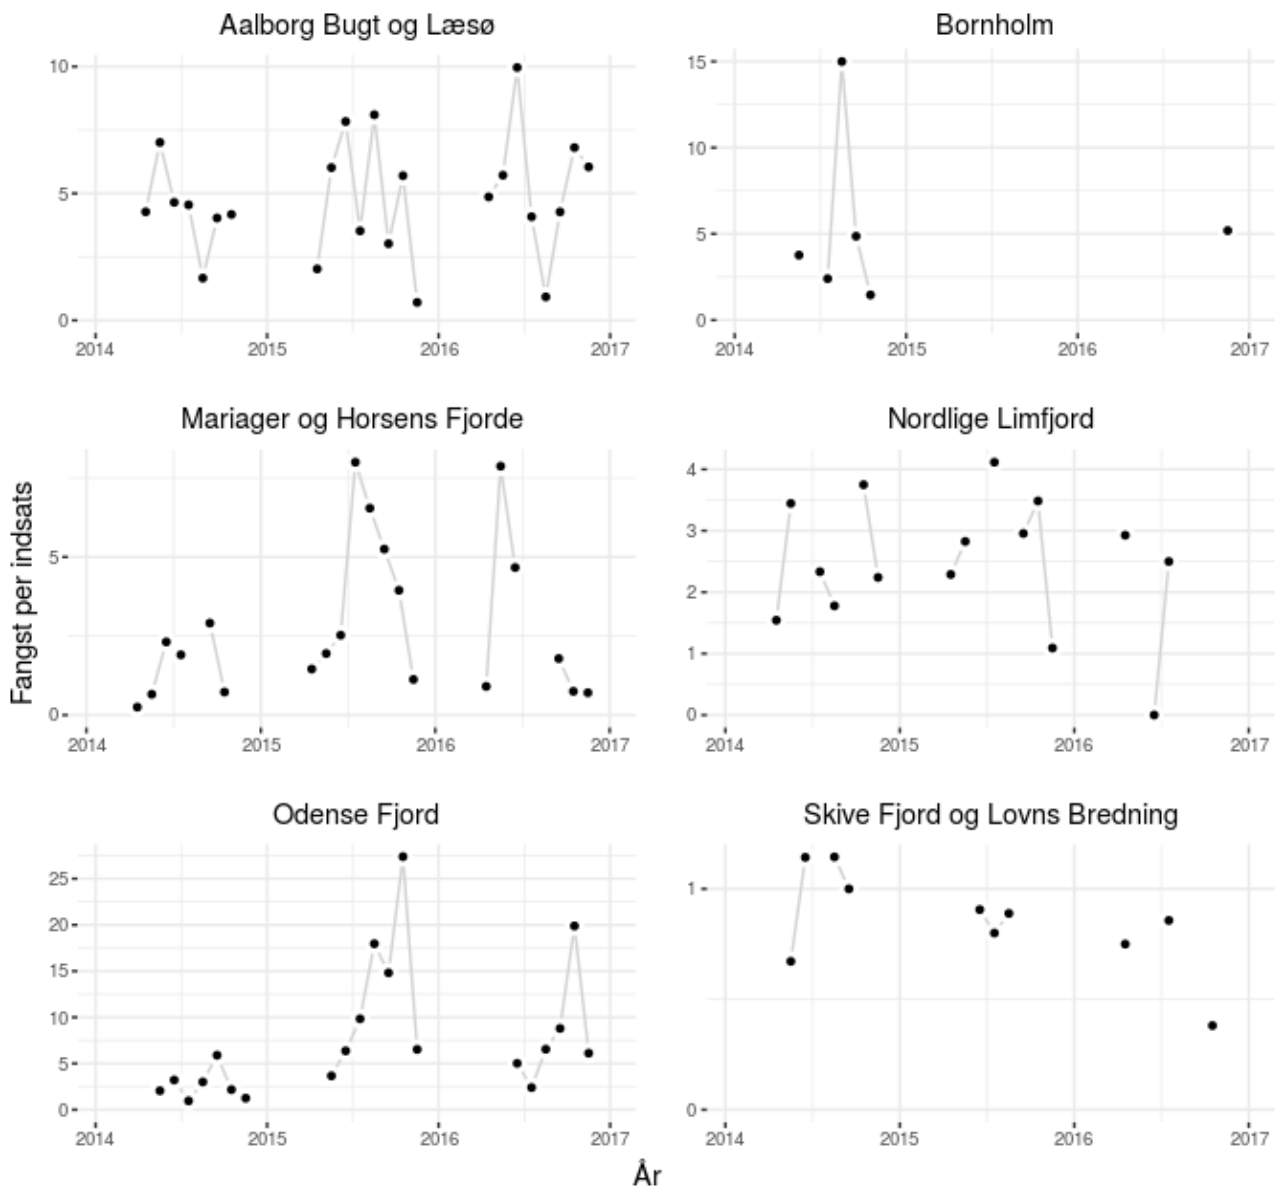 Aalborg Bugt og Læsø
10
5
0
2014 2015 2016 2017
Bornholm
15
10
5
0
2014 2015 2016 2017
Fangst per indsats
Mariager og Horsens Fjorde
5
0
2014 2015 2016 2017
Nordlige Limfjord
4
3
2
1
0
2014 2015 2016 2017
Odense Fjord
25
20
15
10
5
0
2014 2015 2016 2017
Skive Fjord og Lovns Bredning
1
0
2014 2015 2016 2017
År